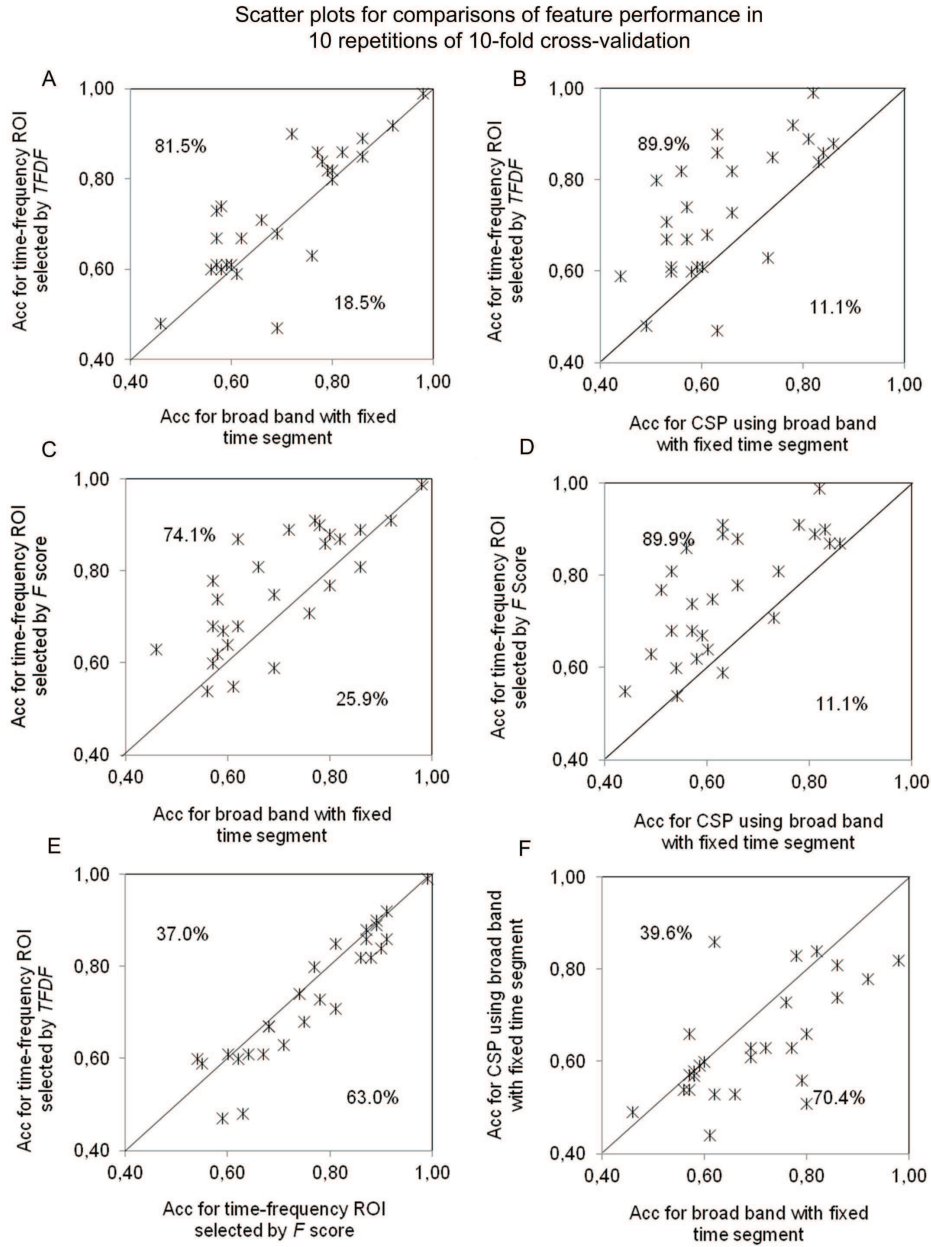 Scatter plots for comparisons of feature performance in
10 repetitions of 10-fold cross-validation
A
Acc for time-frequency ROI
selected by TFDF
1,00
0,80
0,60
0,40
81.5%
18.5%
0,40
0,60
0,80
1,00
Acc for broad band with fixed
time segment
B
Acc for time-frequency ROI
selected by TFDF
1,00
0,80
0,60
0,40
89.9%
11.1%
0,40
0,60
0,80
1,00
Acc for CSP using broad band
with fixed time segment
C
Acc for time-frequency ROI
selected by F score
1,00
0,80
0,60
0,40
74.1%
25.9%
0,40
0,60
0,80
1,00
Acc for broad band with fixed
time segment
D
Acc for time-frequency ROI
selected by F Score
1,00
0,80
0,60
0,40
89.9%
11.1%
0,40
0,60
0,80
1,00
Acc for CSP using broad band
with fixed time segment
E
Acc for time-frequency ROI
selected by TFDF
1,00
0,80
0,60
0,40
37.0%
63.0%
0,40
0,60
0,80
1,00
Acc for time-frequency ROI
selected by F score
F
Acc for CSP using broad band
with fixed time segment
1,00
0,80
0,60
0,40
39.6%
70.4%
0,40
0,60
0,80
1,00
Acc for broad band with fixed
time segment